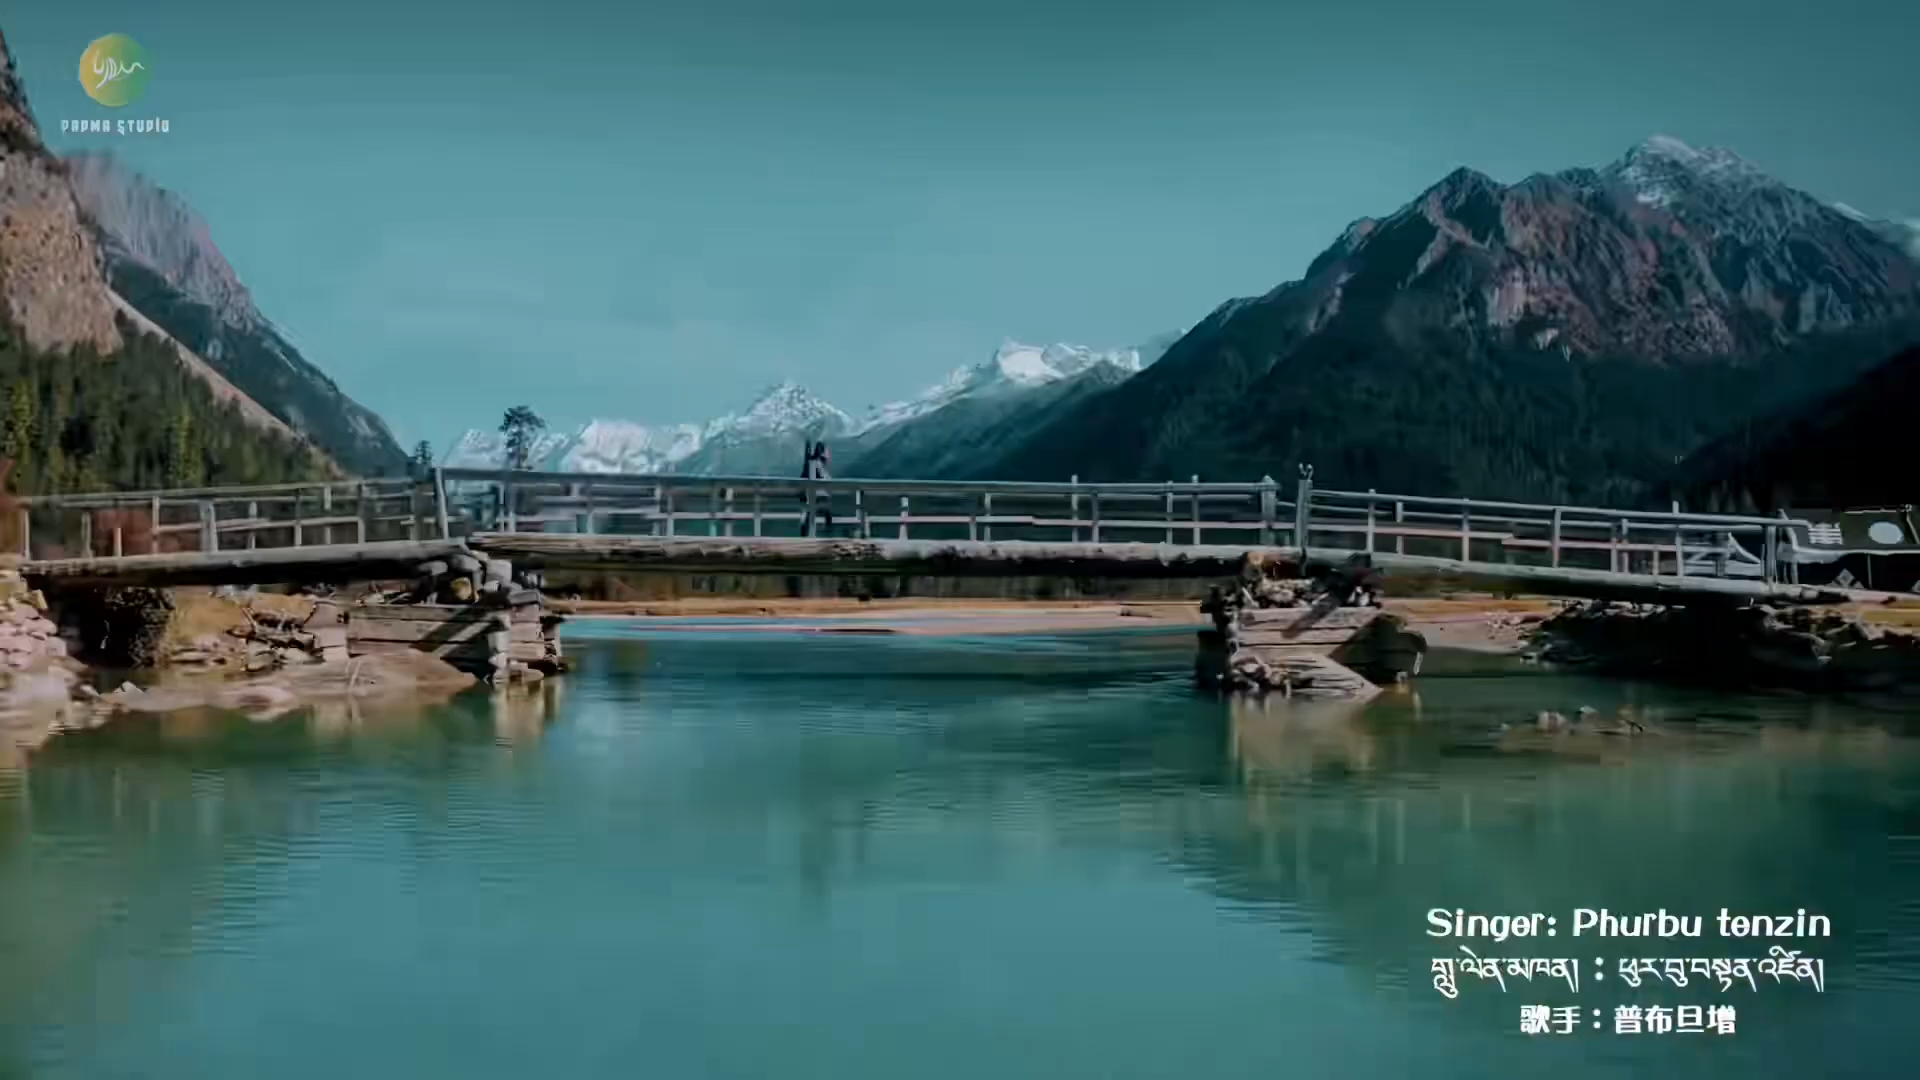 PADMA STUDIO
Singer: Phurbu tenzin
གླུ་ལེན་མཁན། : ཕུར་བུ་བསྟན་འཛིན།
歌手：普布旦增